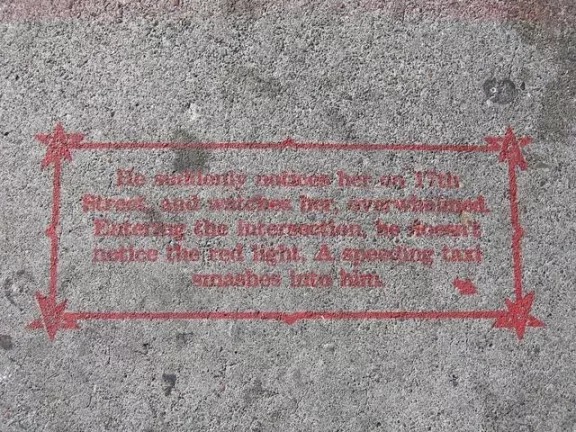 He suddenly notices her on 17th
Street, and watches her, overwhelmed.
Entering the intersection, he doesn't
notice the red light. A speeding taxi
smashes into him.